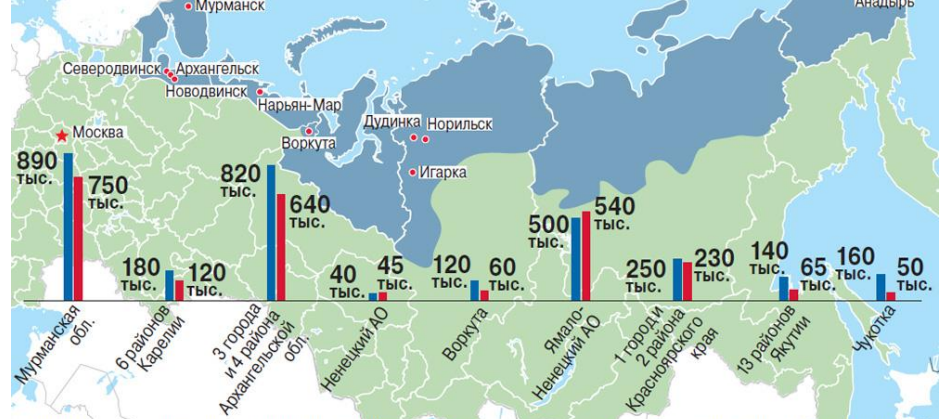 Мурманск
Анадырь
Северодвинск
Архангельск
Новодвинск
Нарьян-Мар
Москва
Воркута
Дудинка
Норильск
Игарка
890
тыс.
750
тыс.
180
тыс.
120
тыс.
820
тыс.
640
тыс.
40
тыс.
45
тыс.
120
тыс.
60
тыс.
500
тыс.
540
тыс.
250
тыс.
230
тыс.
140
тыс.
65
тыс.
160
тыс.
50
тыс.
Мурманская
обл.
6 районов
Карелии
3 города
и 4 района
Архангельской
обл.
Ненецкий АО
Воркута
Ямало-
Ненецкий АО
1 город и
2 района
Красноярского
края
13 районов
Якутии
Чукотка